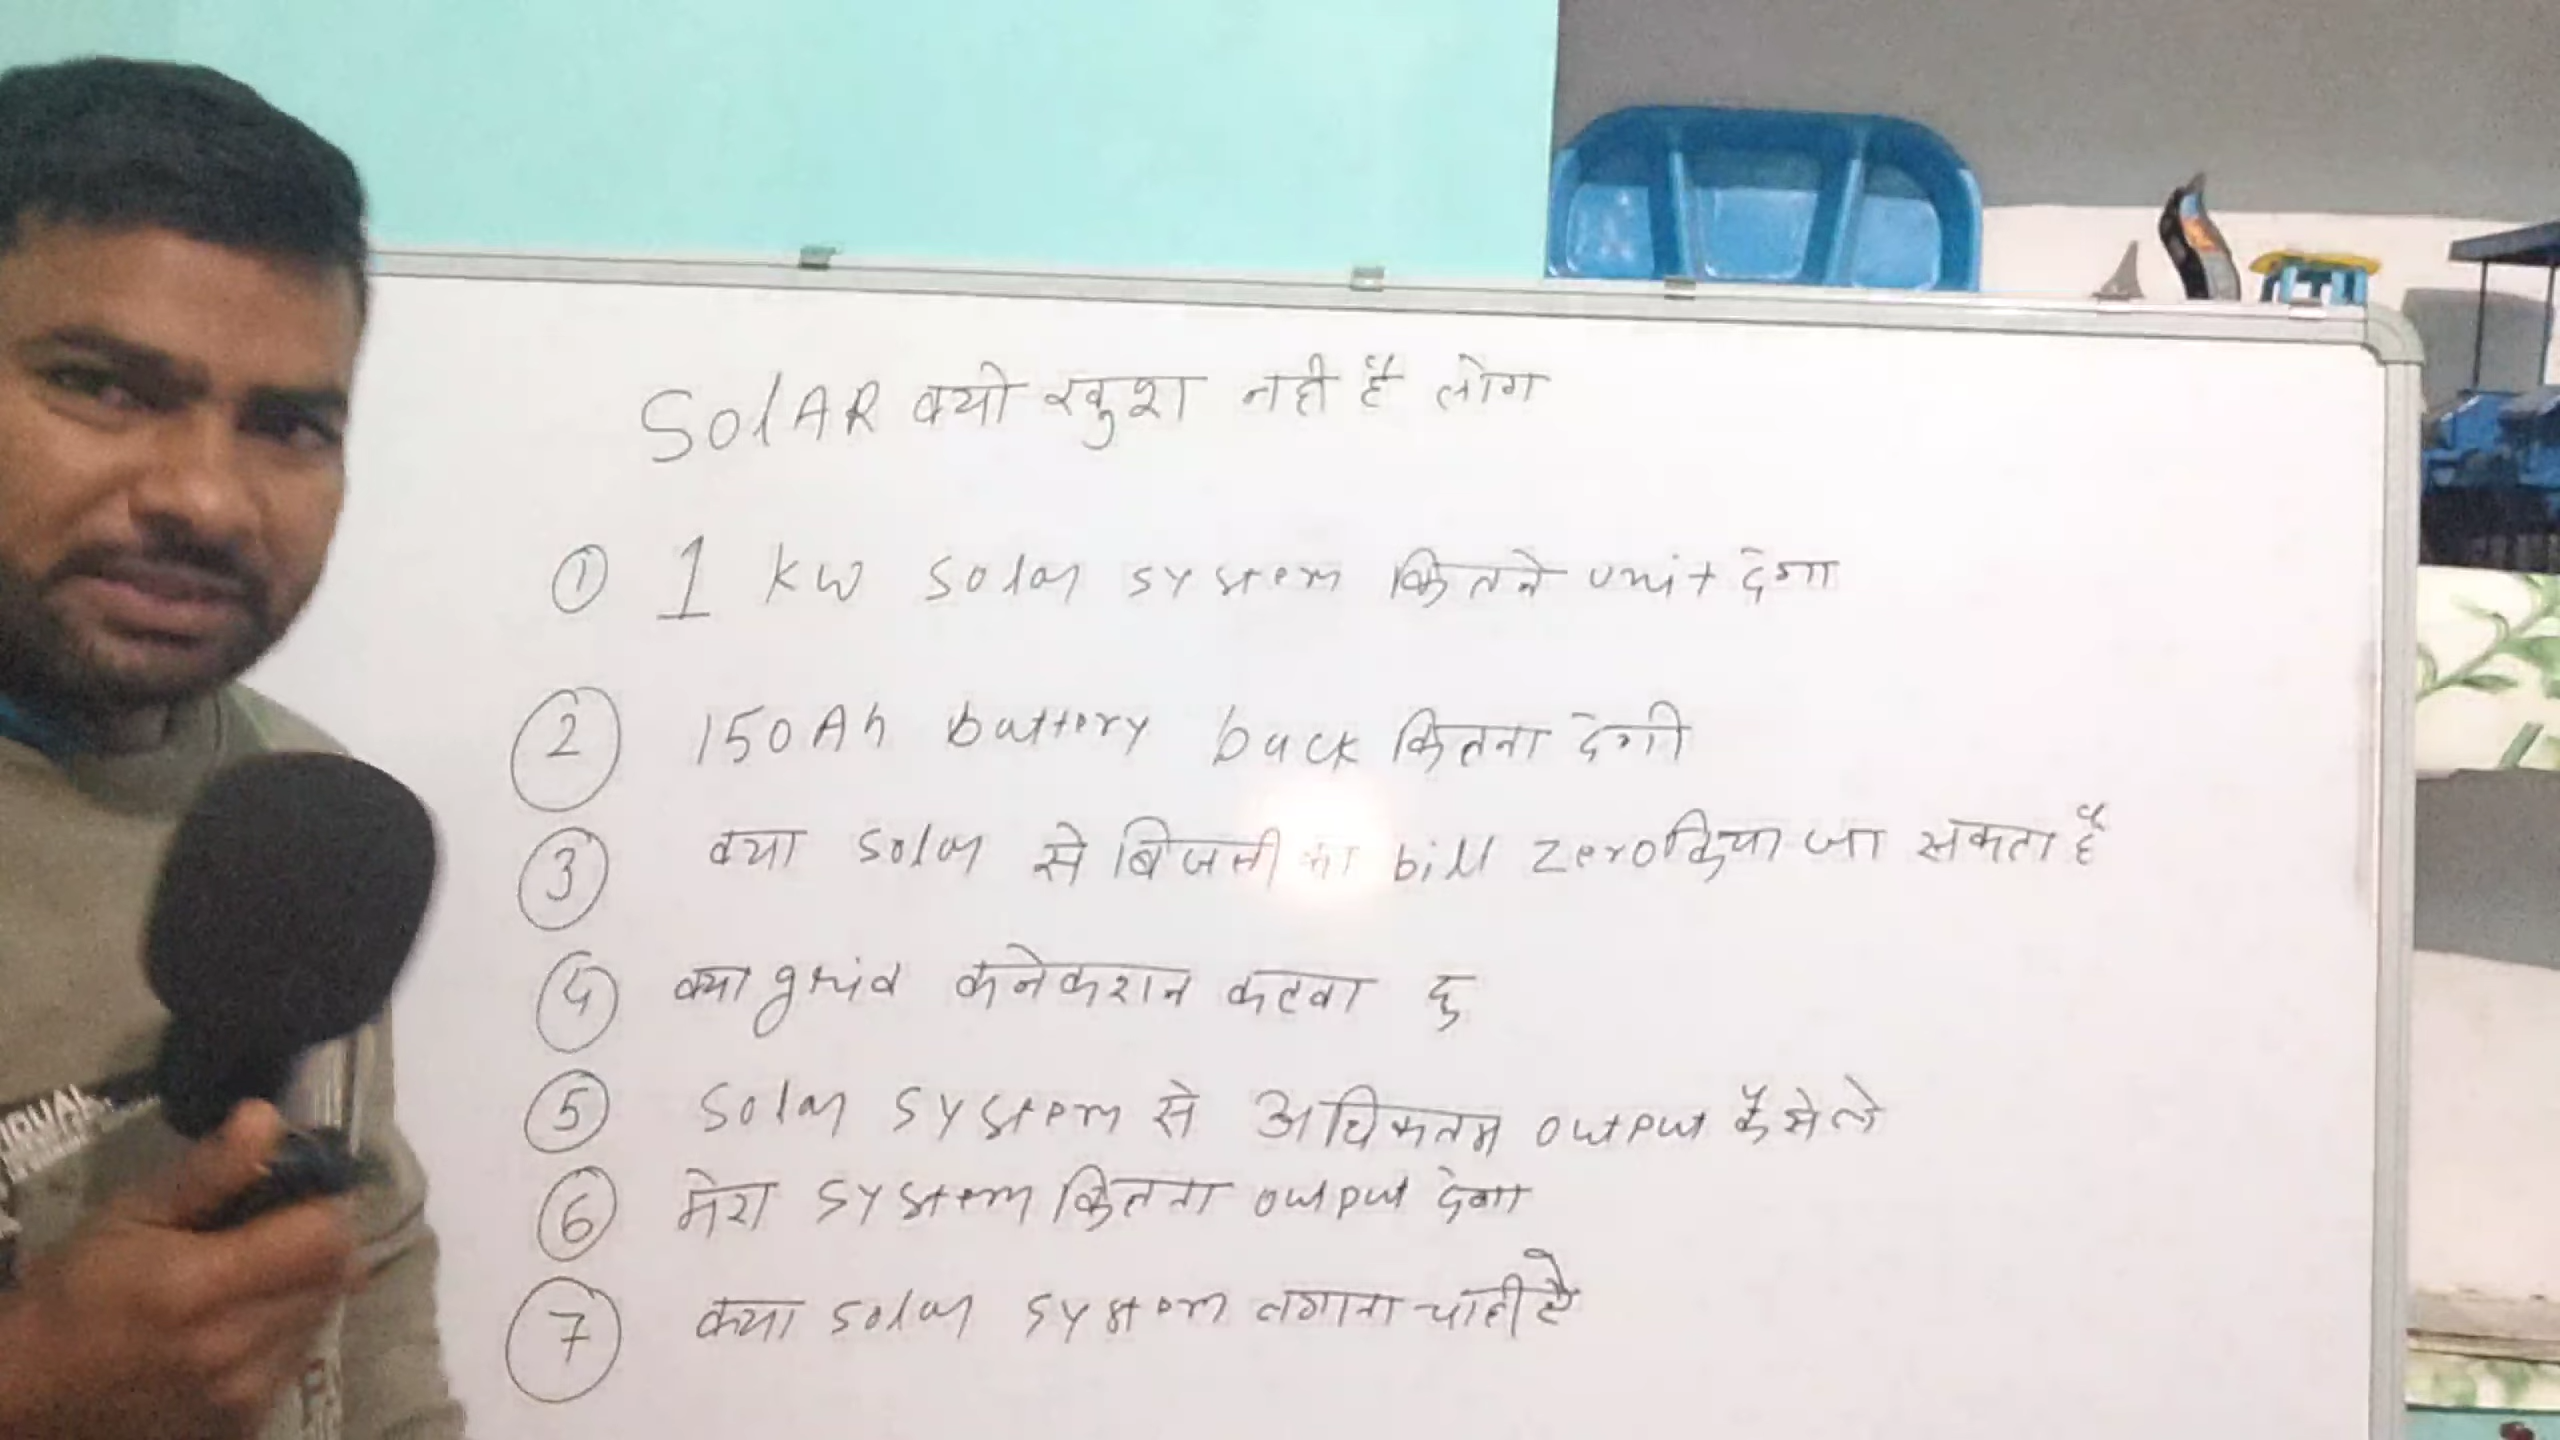 SolAR क्यो खुश नही है लोग
① 1 KW Solar system कितने unit देगा
② 150Ah battery back कितना देगी
③ क्या solar से बिजली का bill zero किया जा सकता है
④ क्या grid कनेकशन कटवा दु
⑤ Solar system से अधिकतम output कैसे ले
⑥ मेरा system कितना output देगा
⑦ क्या solar system लगाना चाहीऐ